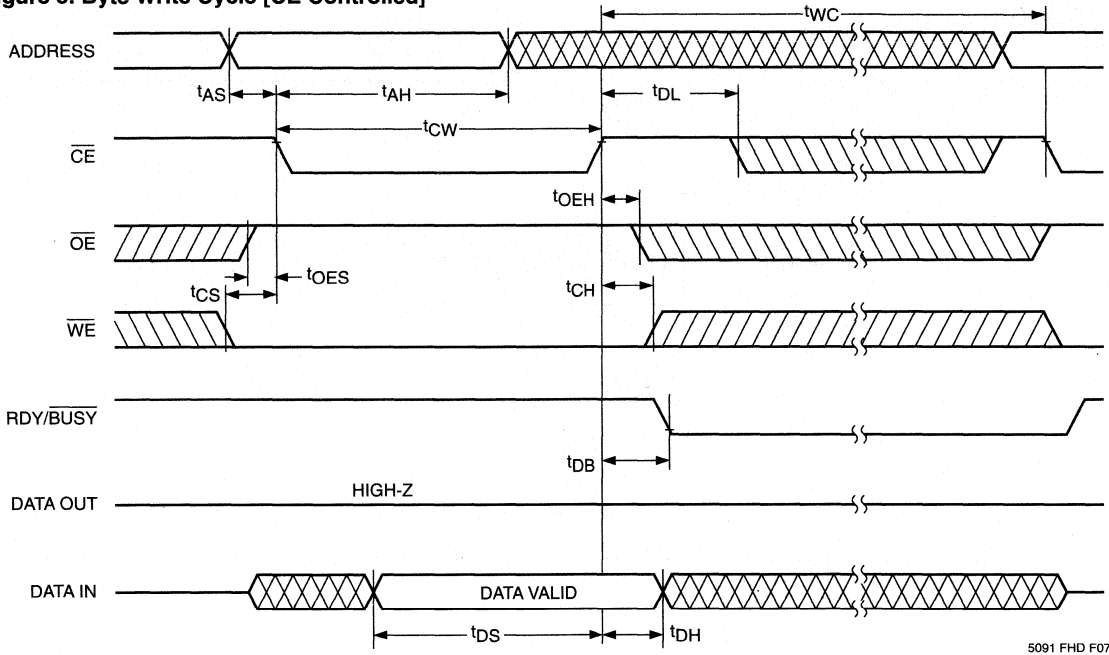 Figure 6. Byte Write Cycle [CE Controlled]
tWC
ADDRESS
tAS
tAH
tDL
tCW
CE
tOEH
OE
tOES
tCS
tCH
WE
RDY/BUSY
tDB
HIGH-Z
DATA OUT
DATA IN
DATA VALID
tDS
tDH
5091 FHD F07